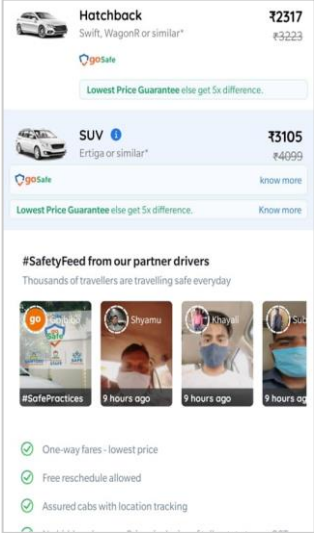 Hatchback
₹2317
Swift, WagonR or similar*
₹3223
goSafe
Lowest Price Guarantee else get 5x difference.
SUV
₹3105
Ertiga or similar*
₹4099
goSafe
know more
Lowest Price Guarantee else get 5x difference.
Know more
#SafetyFeed from our partner drivers
Thousands of travellers are travelling safe everyday
go
Shyamu
Khayali
Sub
#SafePractices
9 hours ago
9 hours ago
9 hours ag
One-way fares - lowest price
Free reschedule allowed
Assured cabs with location tracking